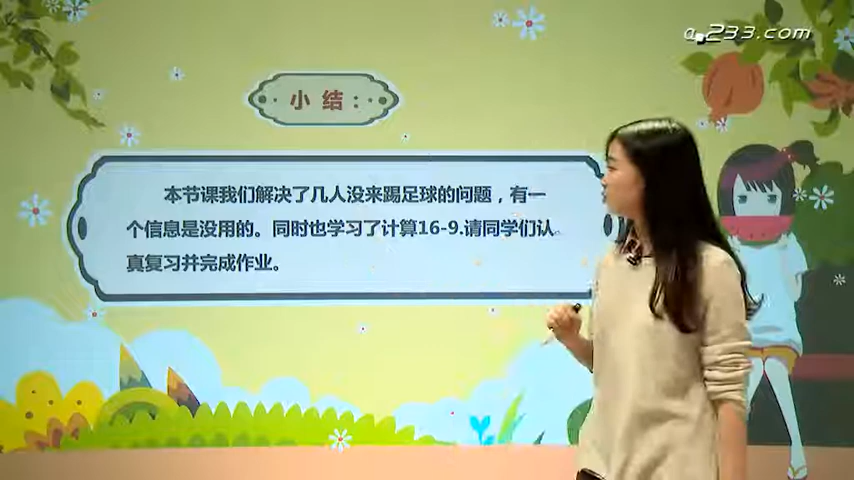 a.233.com
小 结：
本节课我们解决了几人没来踢足球的问题，有一
个信息是没用的。同时也学习了计算16-9.请同学们认
真复习并完成作业。